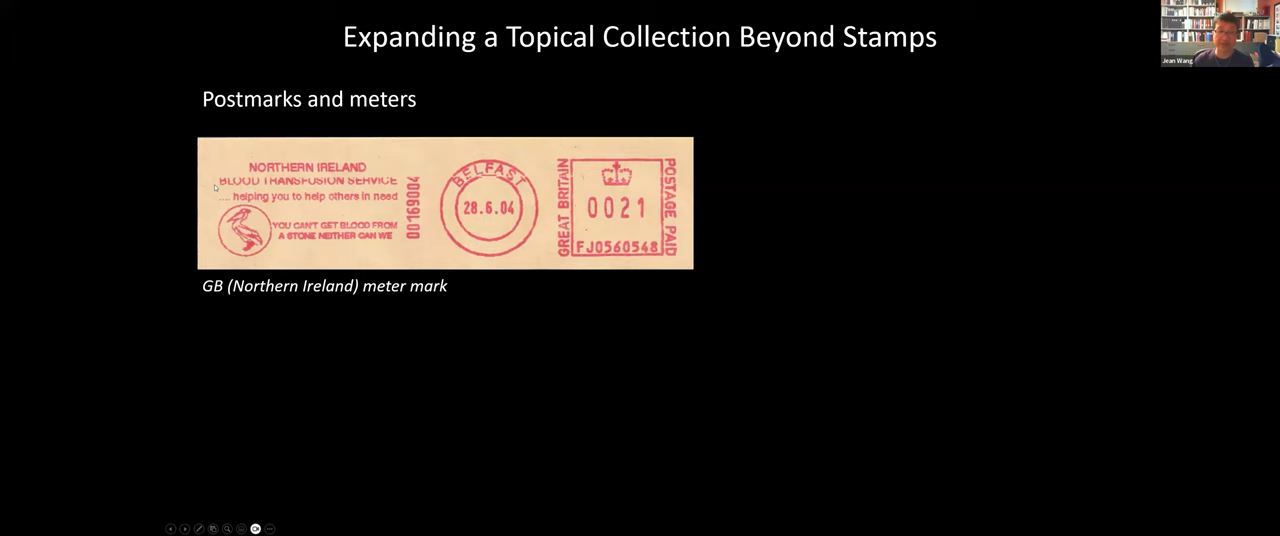 Expanding a Topical Collection Beyond Stamps
Jean Wang
Postmarks and meters
NORTHERN IRELAND
BLOOD TRANSFUSION SERVICE
.... helping you to help others in need
YOU CAN'T GET BLOOD FROM
A STONE NEITHER CAN WE
00169004
BELFAST
28.6.04
GREAT BRITAIN
0021
FJ0560548
POSTAGE PAID
GB (Northern Ireland) meter mark